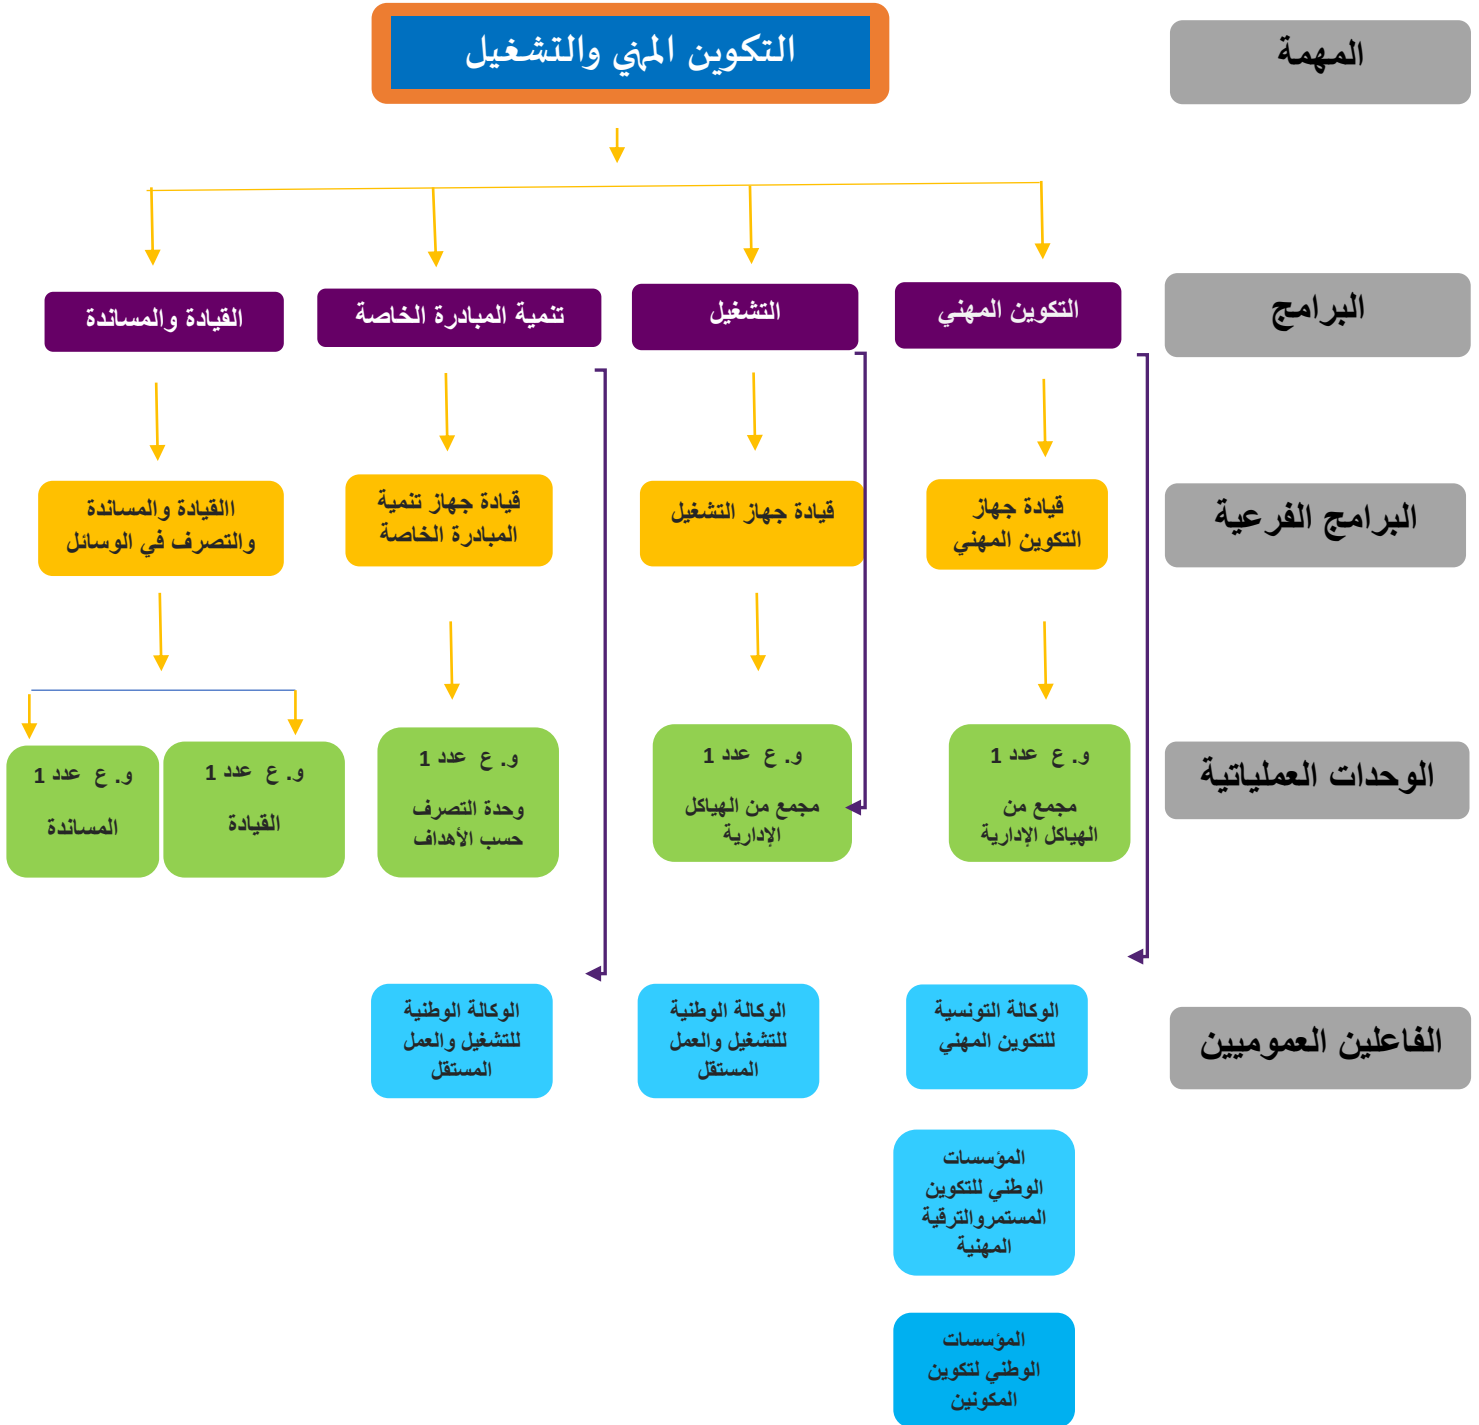 المهمة
التكوين المهني والتشغيل
البرامج
التكوين المهني
التشغيل
تنمية المبادرة الخاصة
القيادة والمساندة
البرامج الفرعية
قيادة جهاز
التكوين المهني
قيادة جهاز التشغيل
قيادة جهاز تنمية
المبادرة الخاصة
االقيادة والمساندة
والتصرف في الوسائل
الوحدات العملياتية
و. ع عدد 1
مجمع من
الهياكل الإدارية
و. ع عدد 1
مجمع من الهياكل
الإدارية
و. ع عدد 1
وحدة التصرف
حسب الأهداف
و. ع عدد 1
القيادة
و. ع عدد 1
المساندة
الفاعلين العموميين
الوكالة التونسية
للتكوين المهني
الوكالة الوطنية
للتشغيل والعمل
المستقل
الوكالة الوطنية
للتشغيل والعمل
المستقل
المؤسسات
الوطني للتكوين
المستمروالترقية
المهنية
المؤسسات
الوطني لتكوين
المكونين